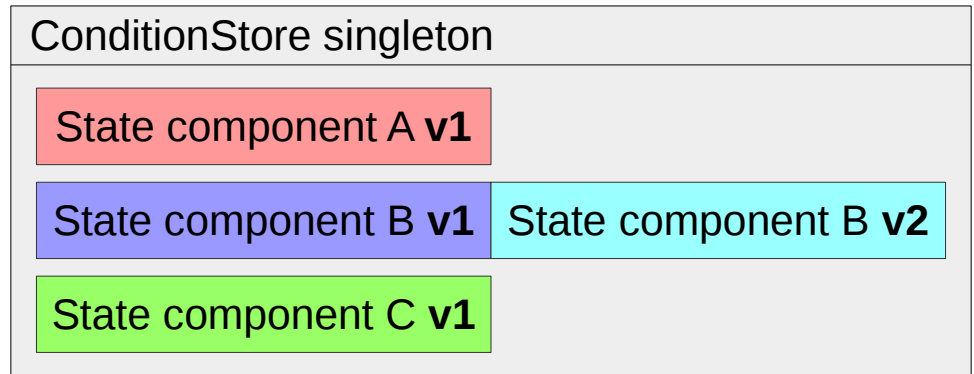 ConditionStore singleton
State component A v1
State component B v1 State component B v2
State component C v1